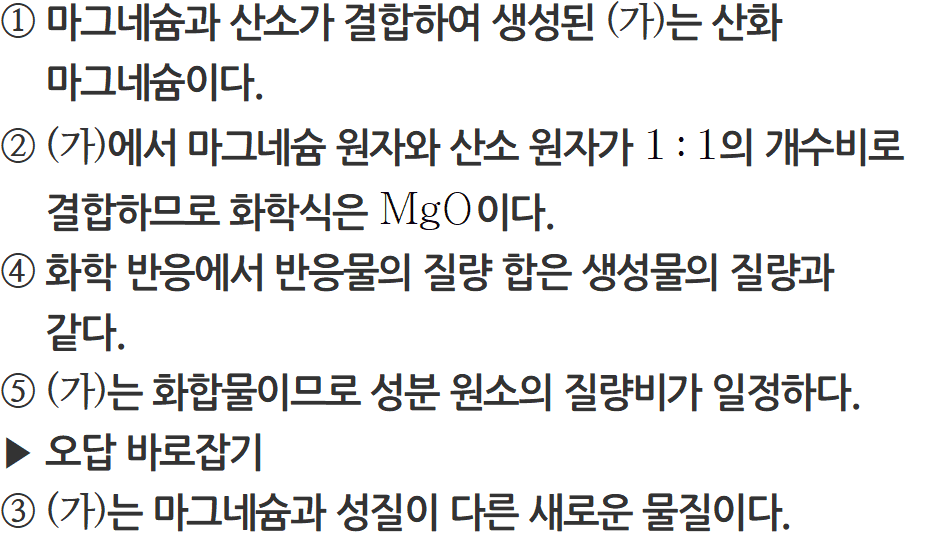 ① 마그네슘과 산소가 결합하여 생성된 (가)는 산화
마그네슘이다.
② (가)에서 마그네슘 원자와 산소 원자가 1 : 1의 개수비로
결합하므로 화학식은 MgO이다.
④ 화학 반응에서 반응물의 질량 합은 생성물의 질량과
같다.
⑤ (가)는 화합물이므로 성분 원소의 질량비가 일정하다.
▶ 오답 바로잡기
③ (가)는 마그네슘과 성질이 다른 새로운 물질이다.